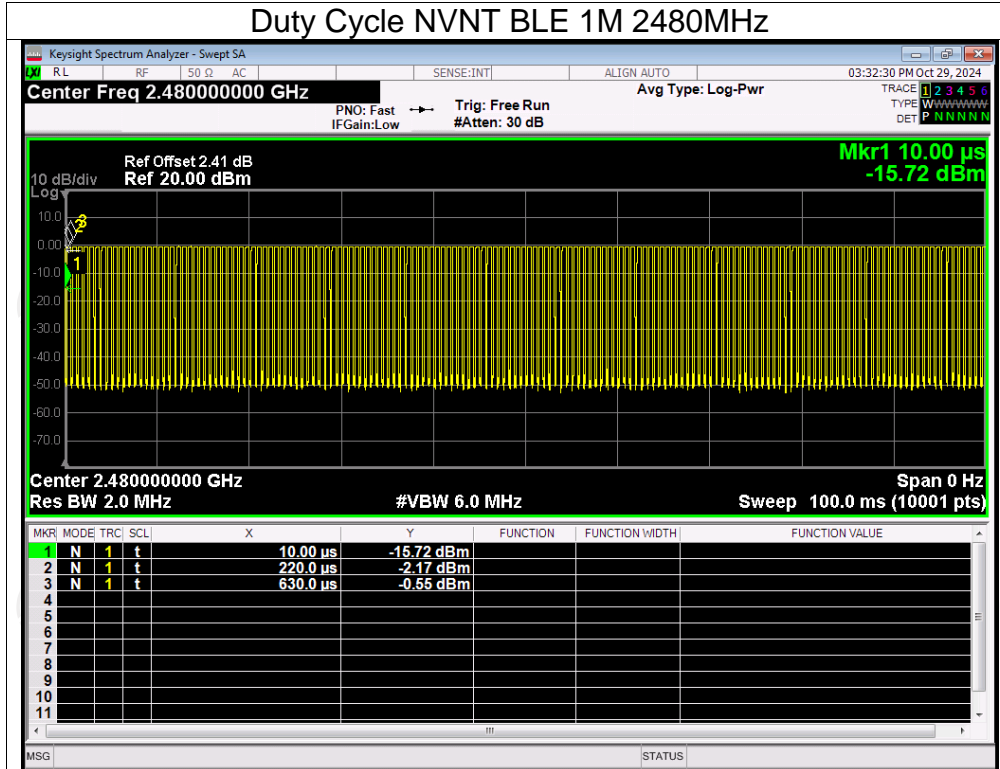 Duty Cycle NVNT BLE 1M 2480MHz
Keysight Spectrum Analyzer - Swept SA
LXI RL RF 50 Ω AC SENSE:INT ALIGN AUTO 03:32:30 PM Oct 29, 2024
Center Freq 2.480000000 GHz Avg Type: Log-Pwr TRACE 1 2 3 4 5 6
PNO: Fast Trig: Free Run TYPE WWWWWW
IFGain:Low #Atten: 30 dB DET P N N N N N
Mkr1 10.00 µs
Ref Offset 2.41 dB
10 dB/div Ref 20.00 dBm -15.72 dBm
Log
10.0
0.00
-10.0
-20.0
-30.0
-40.0
-50.0
-60.0
-70.0
2
3
1
Center 2.480000000 GHz Span 0 Hz
Res BW 2.0 MHz #VBW 6.0 MHz Sweep 100.0 ms (10001 pts)
MKR MODE TRC SCL X Y FUNCTION FUNCTION WIDTH FUNCTION VALUE
1 N 1 t 10.00 µs -15.72 dBm
2 N 1 t 220.0 µs -2.17 dBm
3 N 1 t 630.0 µs -0.55 dBm
4
5
6
7
8
9
10
11
MSG STATUS